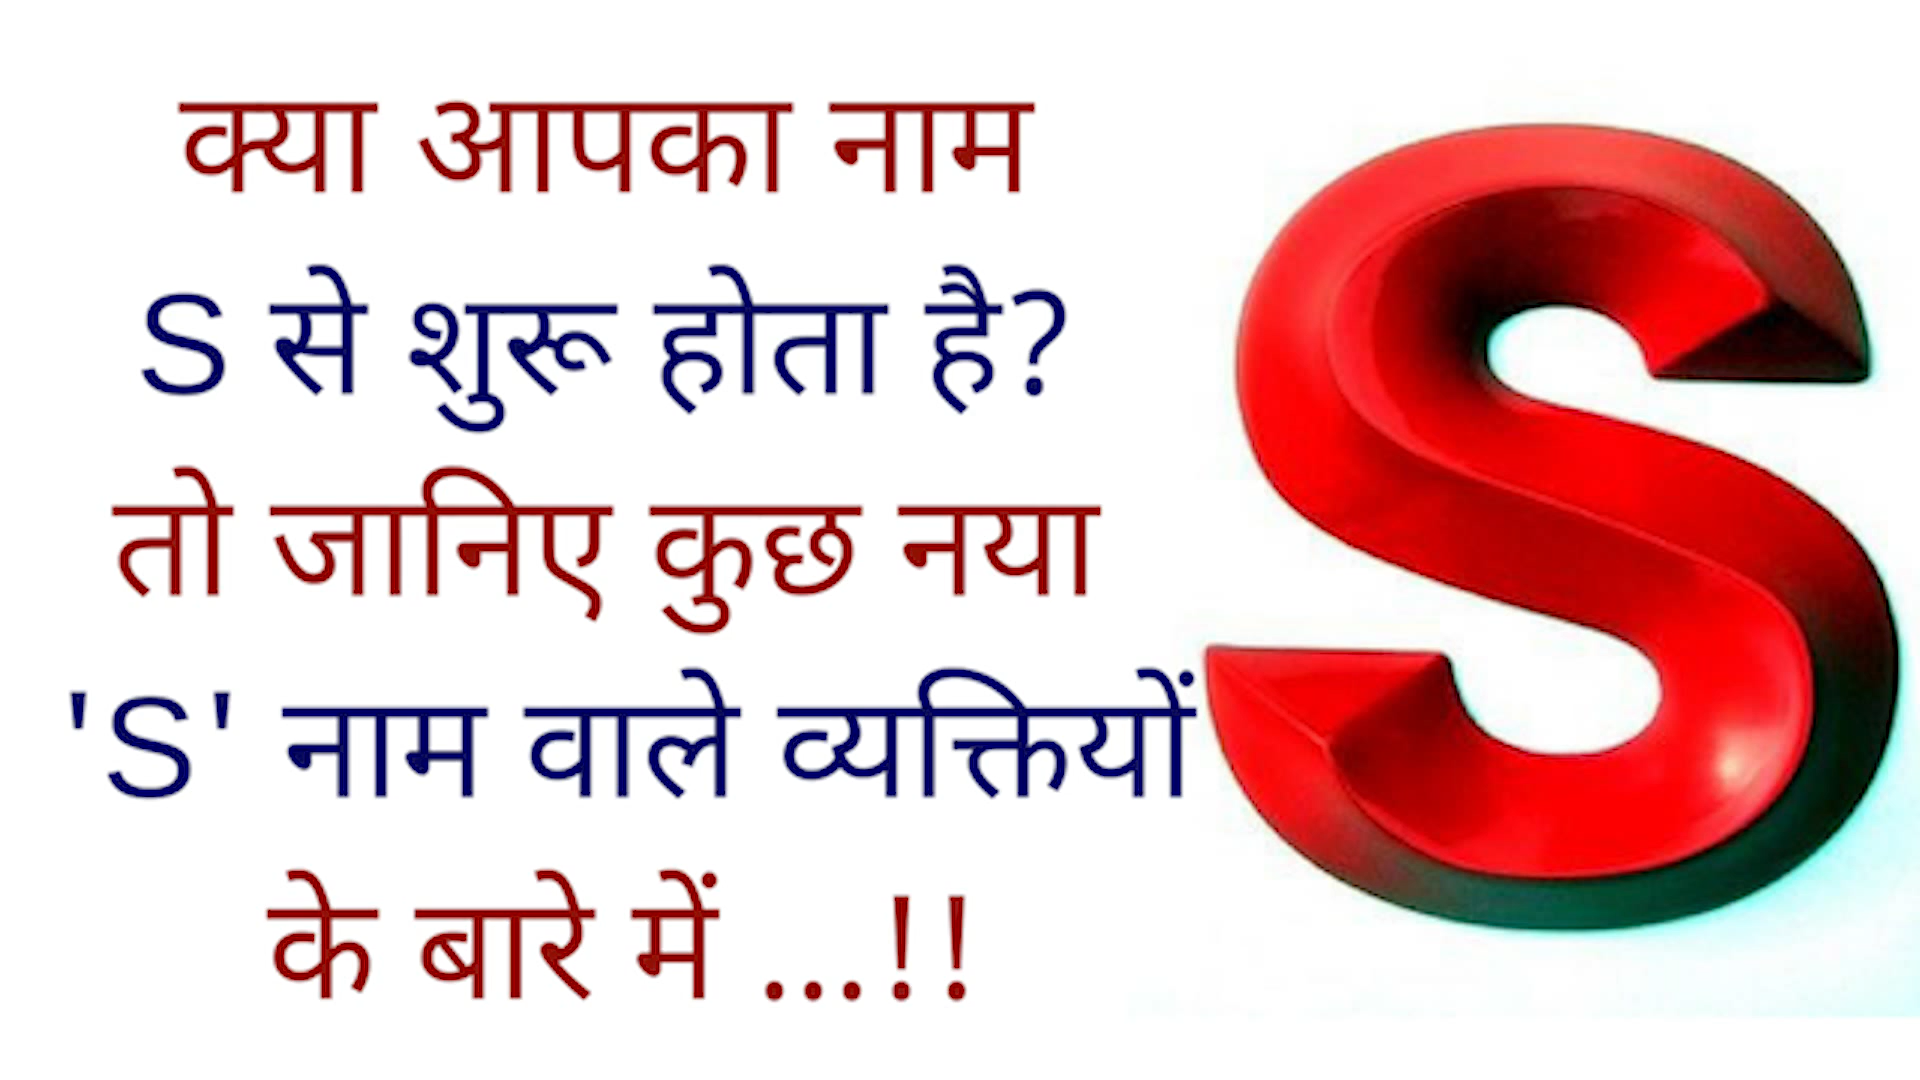 क्या आपका नाम
S से शुरू होता है?
तो जानिए कुछ नया
'S' नाम वाले व्यक्तियों
के बारे में ...!!
S